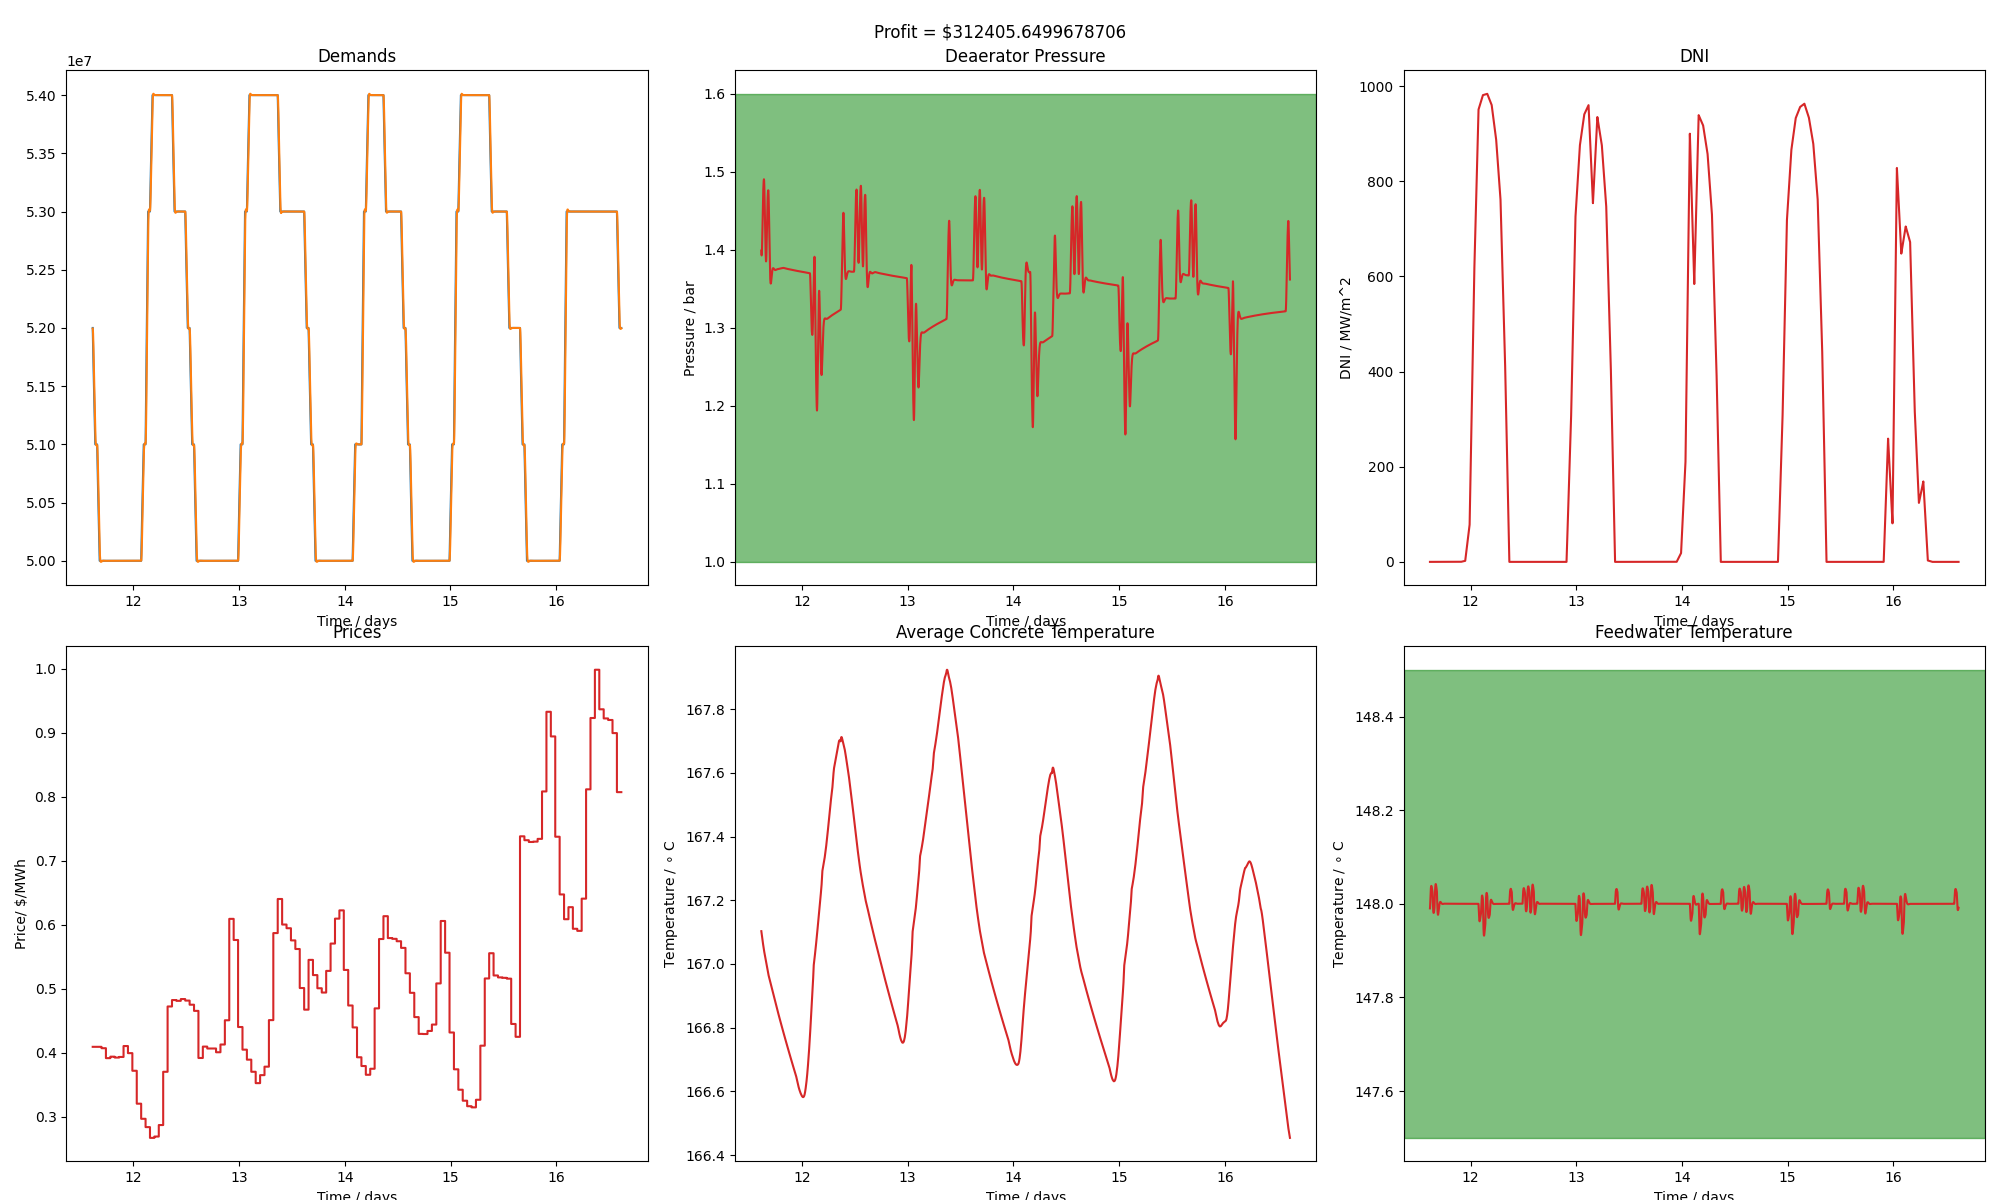 Profit = $312405.6499678706
Demands
1e7
5.40
5.35
5.30
5.25
5.20
5.15
5.10
5.05
5.00
12 13 14 15 16
Time / days
Deaerator Pressure
Pressure / bar
1.6
1.5
1.4
1.3
1.2
1.1
1.0
12 13 14 15 16
Time / days
DNI
DNI / MW/m^2
1000
800
600
400
200
0
12 13 14 15 16
Time / days
Prices
Price/ $/MWh
1.0
0.9
0.8
0.7
0.6
0.5
0.4
0.3
12 13 14 15 16
Time / days
Average Concrete Temperature
Temperature / ∘ C
167.8
167.6
167.4
167.2
167.0
166.8
166.6
166.4
12 13 14 15 16
Time / days
Feedwater Temperature
Temperature / ∘ C
148.4
148.2
148.0
147.8
147.6
12 13 14 15 16
Time / days